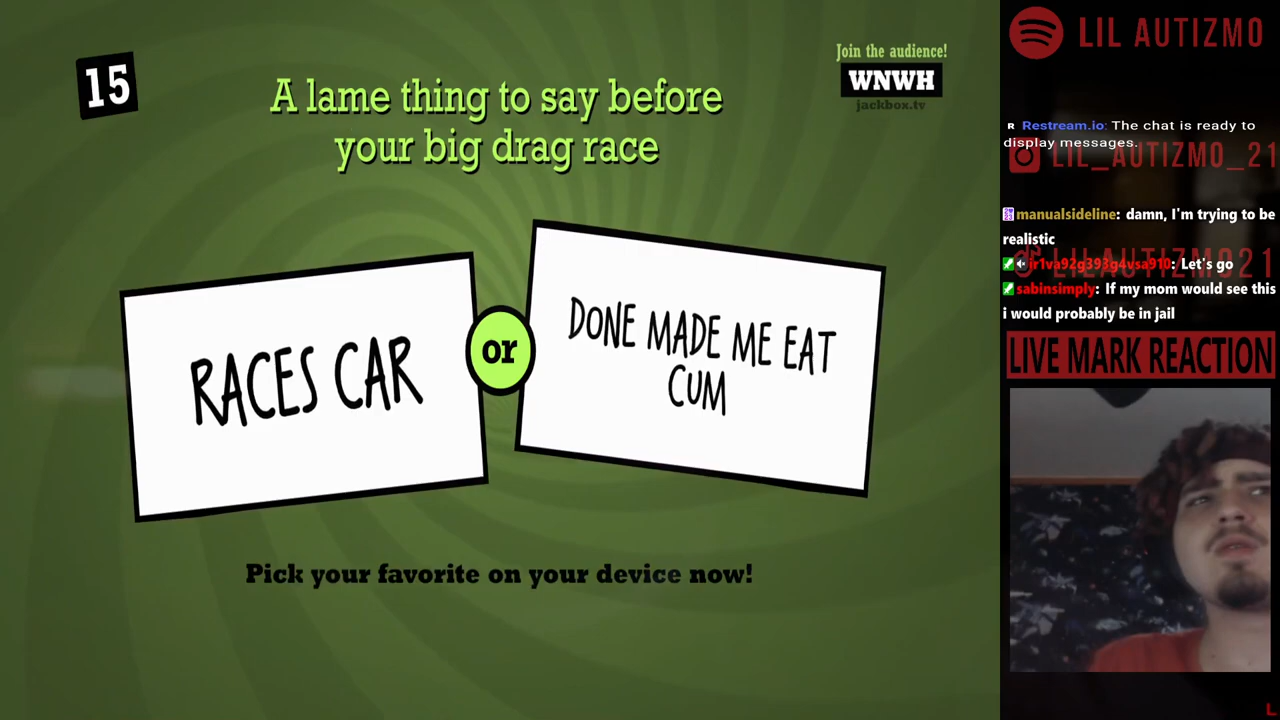 15
A lame thing to say before
your big drag race
Join the audience!
WNWH
jackbox.tv
RACES CAR
or
DONE MADE ME EAT
CUM
Pick your favorite on your device now!
LIL AUTIZMO
R Restream.io: The chat is ready to
display messages.
LIL_AUTIZMO_21
manualsideline: damn, I'm trying to be
realistic
LILAUTIZMO21
ir1va92g393g4vsa910: Let's go
sabinsimply: If my mom would see this
i would probably be in jail
LIVE MARK REACTION
L